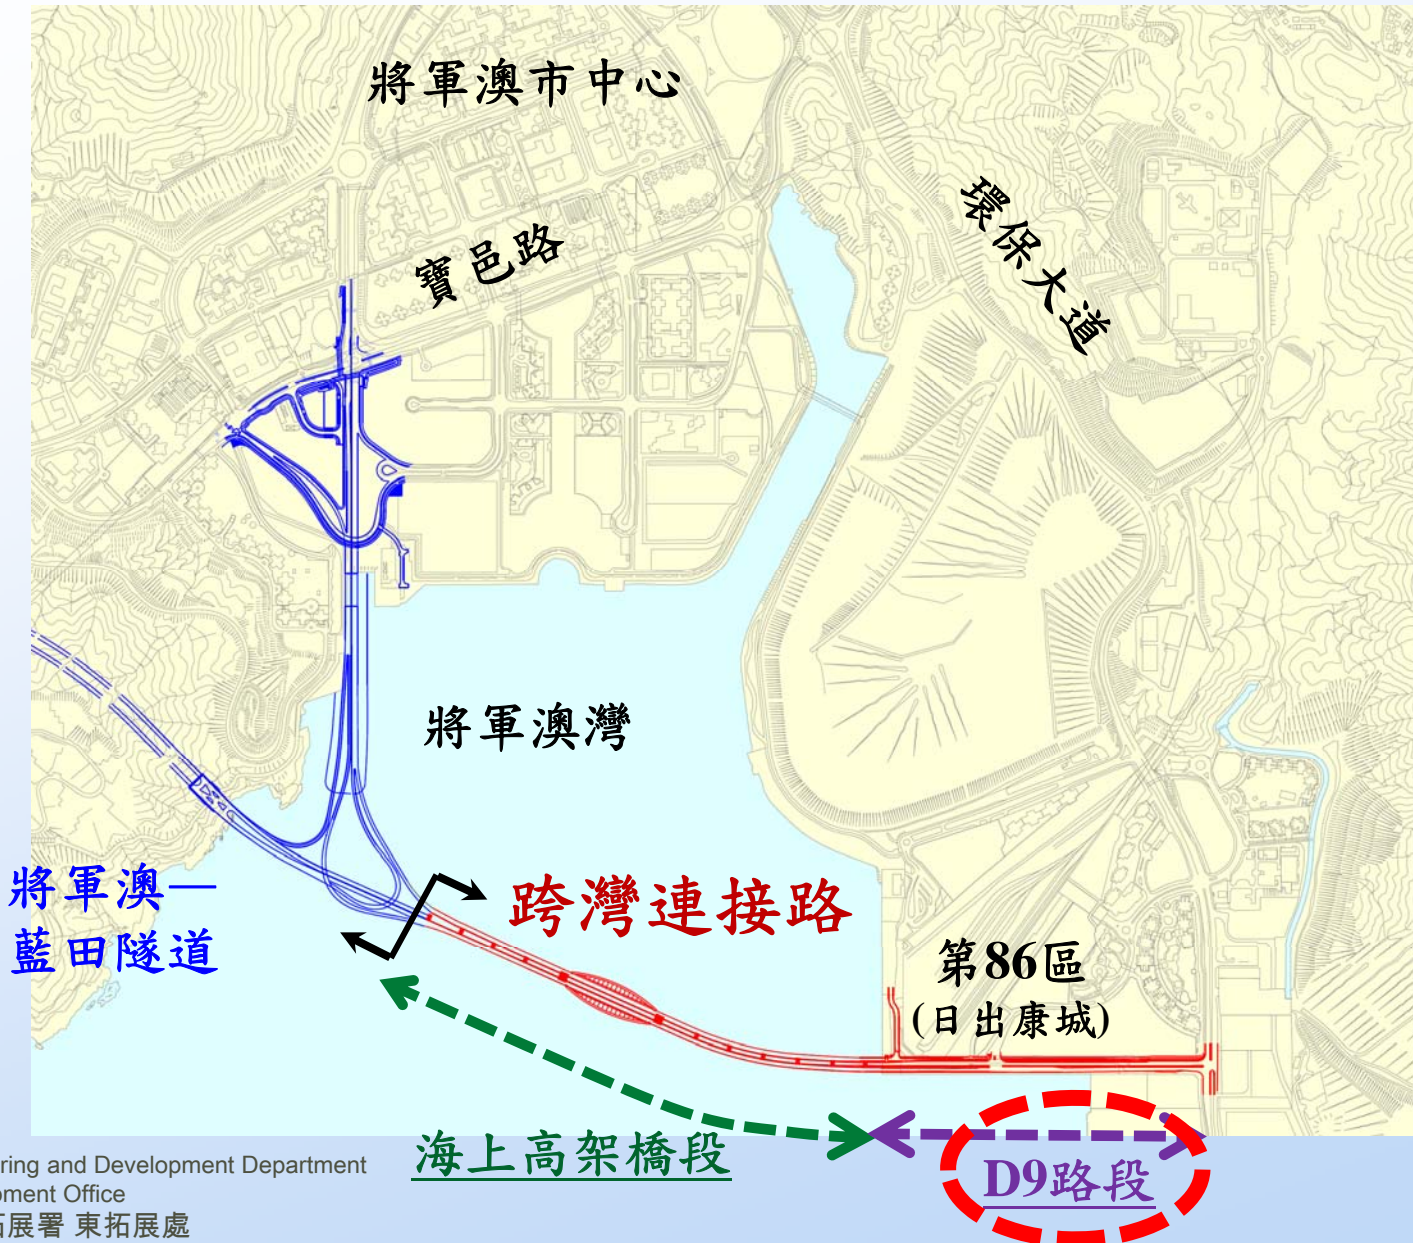 將軍澳市中心
環保大道
寶邑路
將軍澳灣
將軍澳—
藍田隧道
跨灣連接路
第86區
(日出康城)
海上高架橋段
D9路段
ring and Development Department
pment Office
拓展署 東拓展處